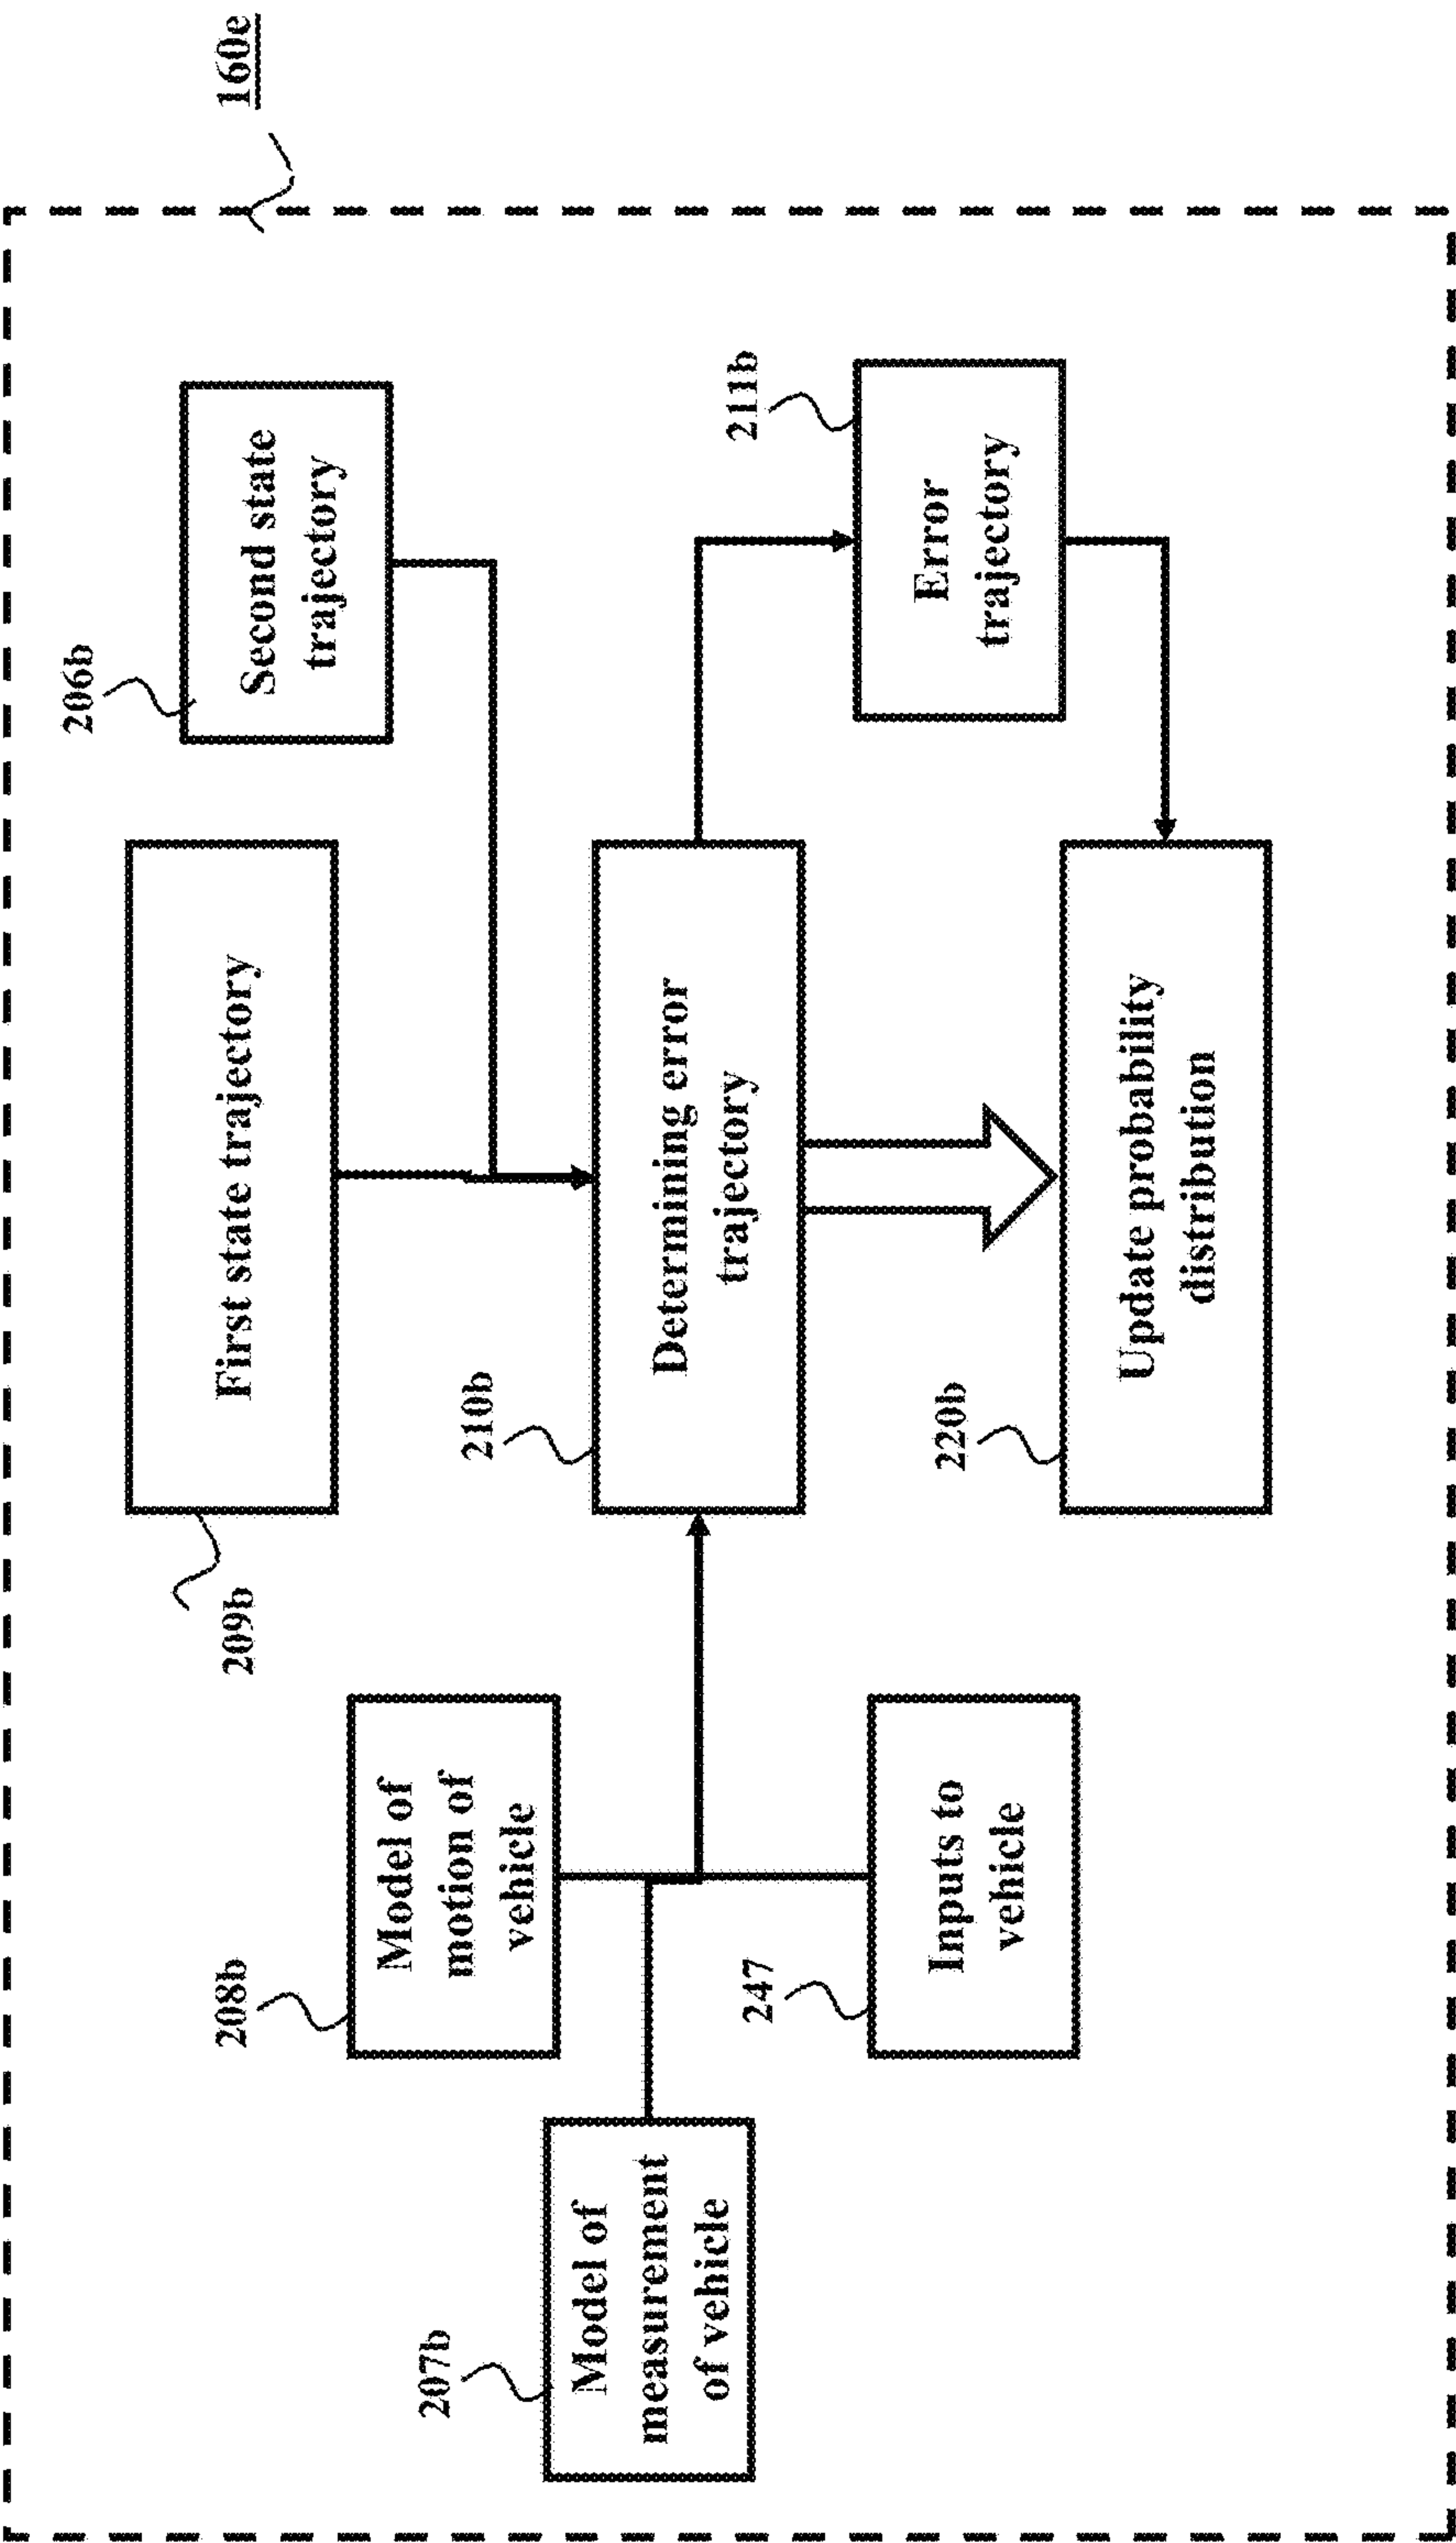 160e
First state trajectory
209b
206b
Second state
trajectory
208b
Model of
motion of
vehicle
210b
Determining error
trajectory
207b
Model of
measurement
of vehicle
211b
Error
trajectory
247
Inputs to
vehicle
220b
Update probability
distribution